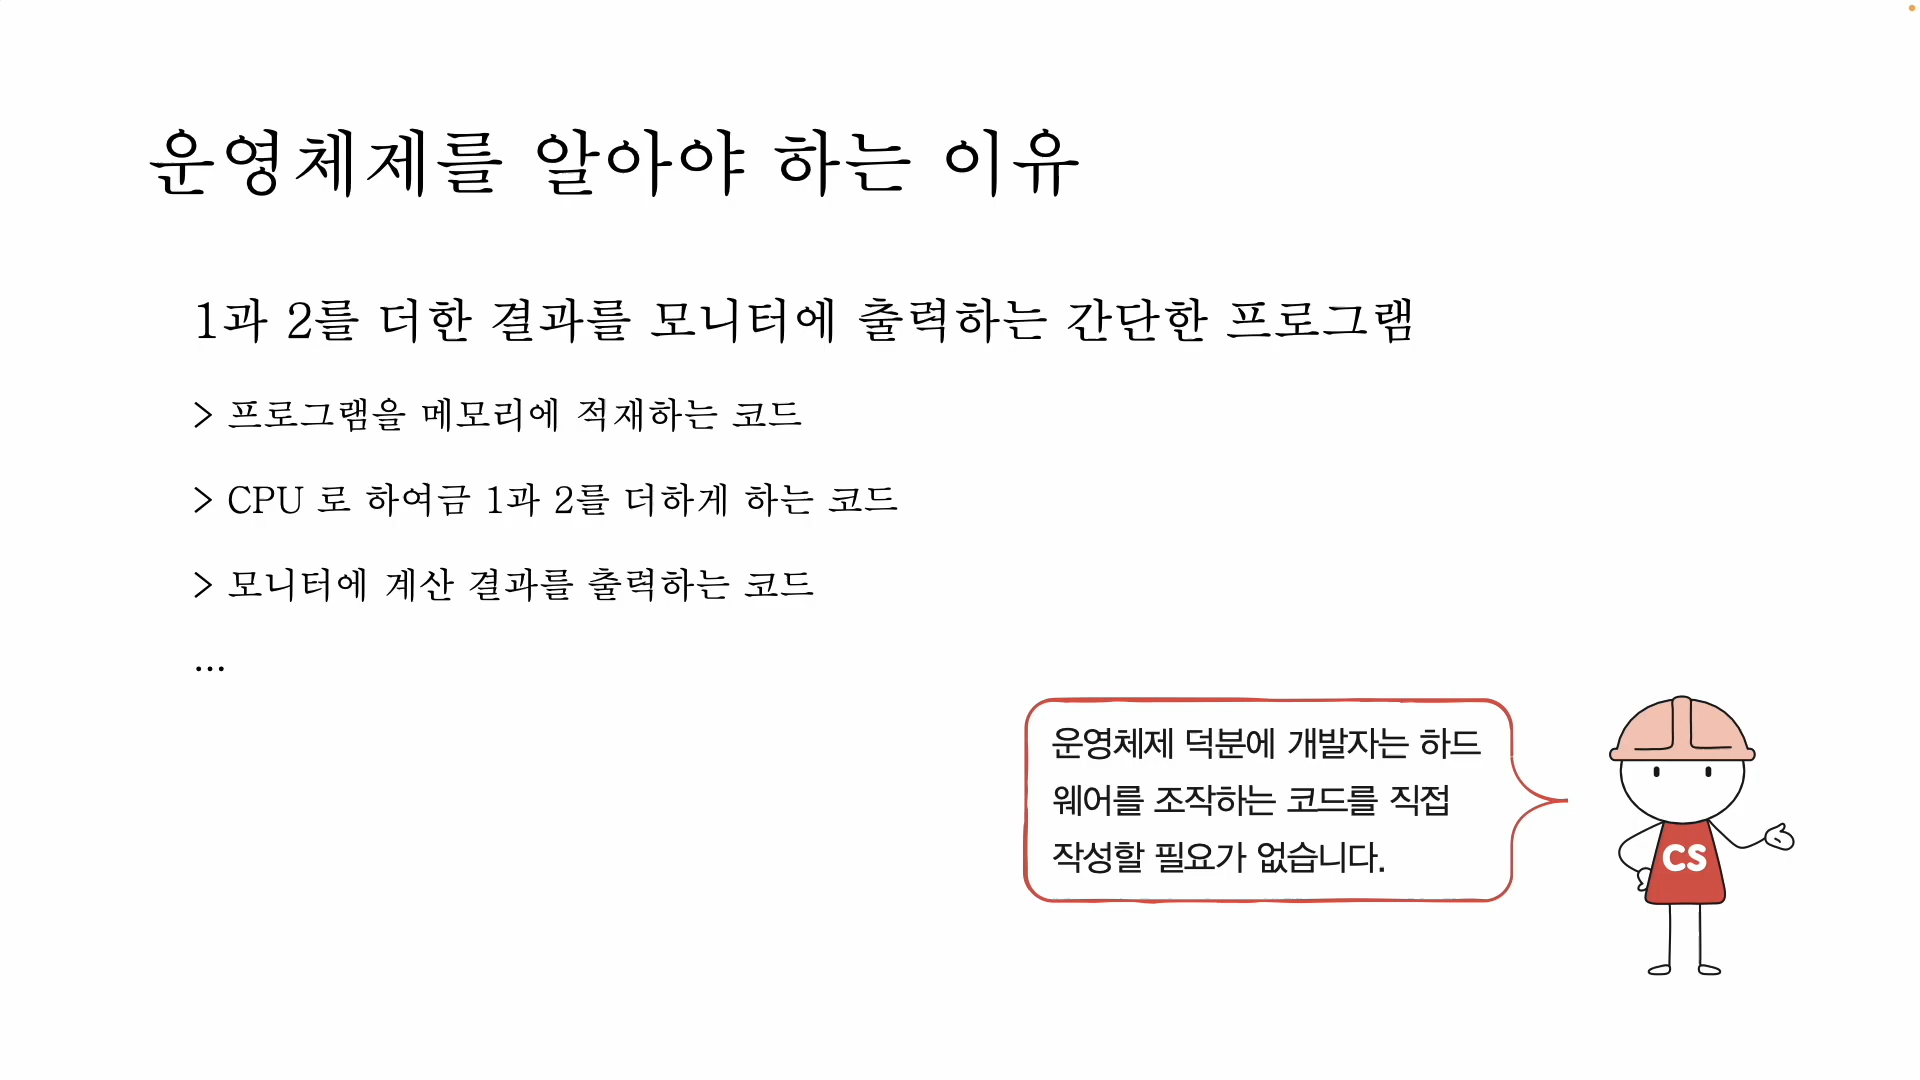 운영체제를 알아야 하는 이유
1과 2를 더한 결과를 모니터에 출력하는 간단한 프로그램
> 프로그램을 메모리에 적재하는 코드
> CPU 로 하여금 1과 2를 더하게 하는 코드
> 모니터에 계산 결과를 출력하는 코드
...
운영체제 덕분에 개발자는 하드
웨어를 조작하는 코드를 직접
작성할 필요가 없습니다.
CS